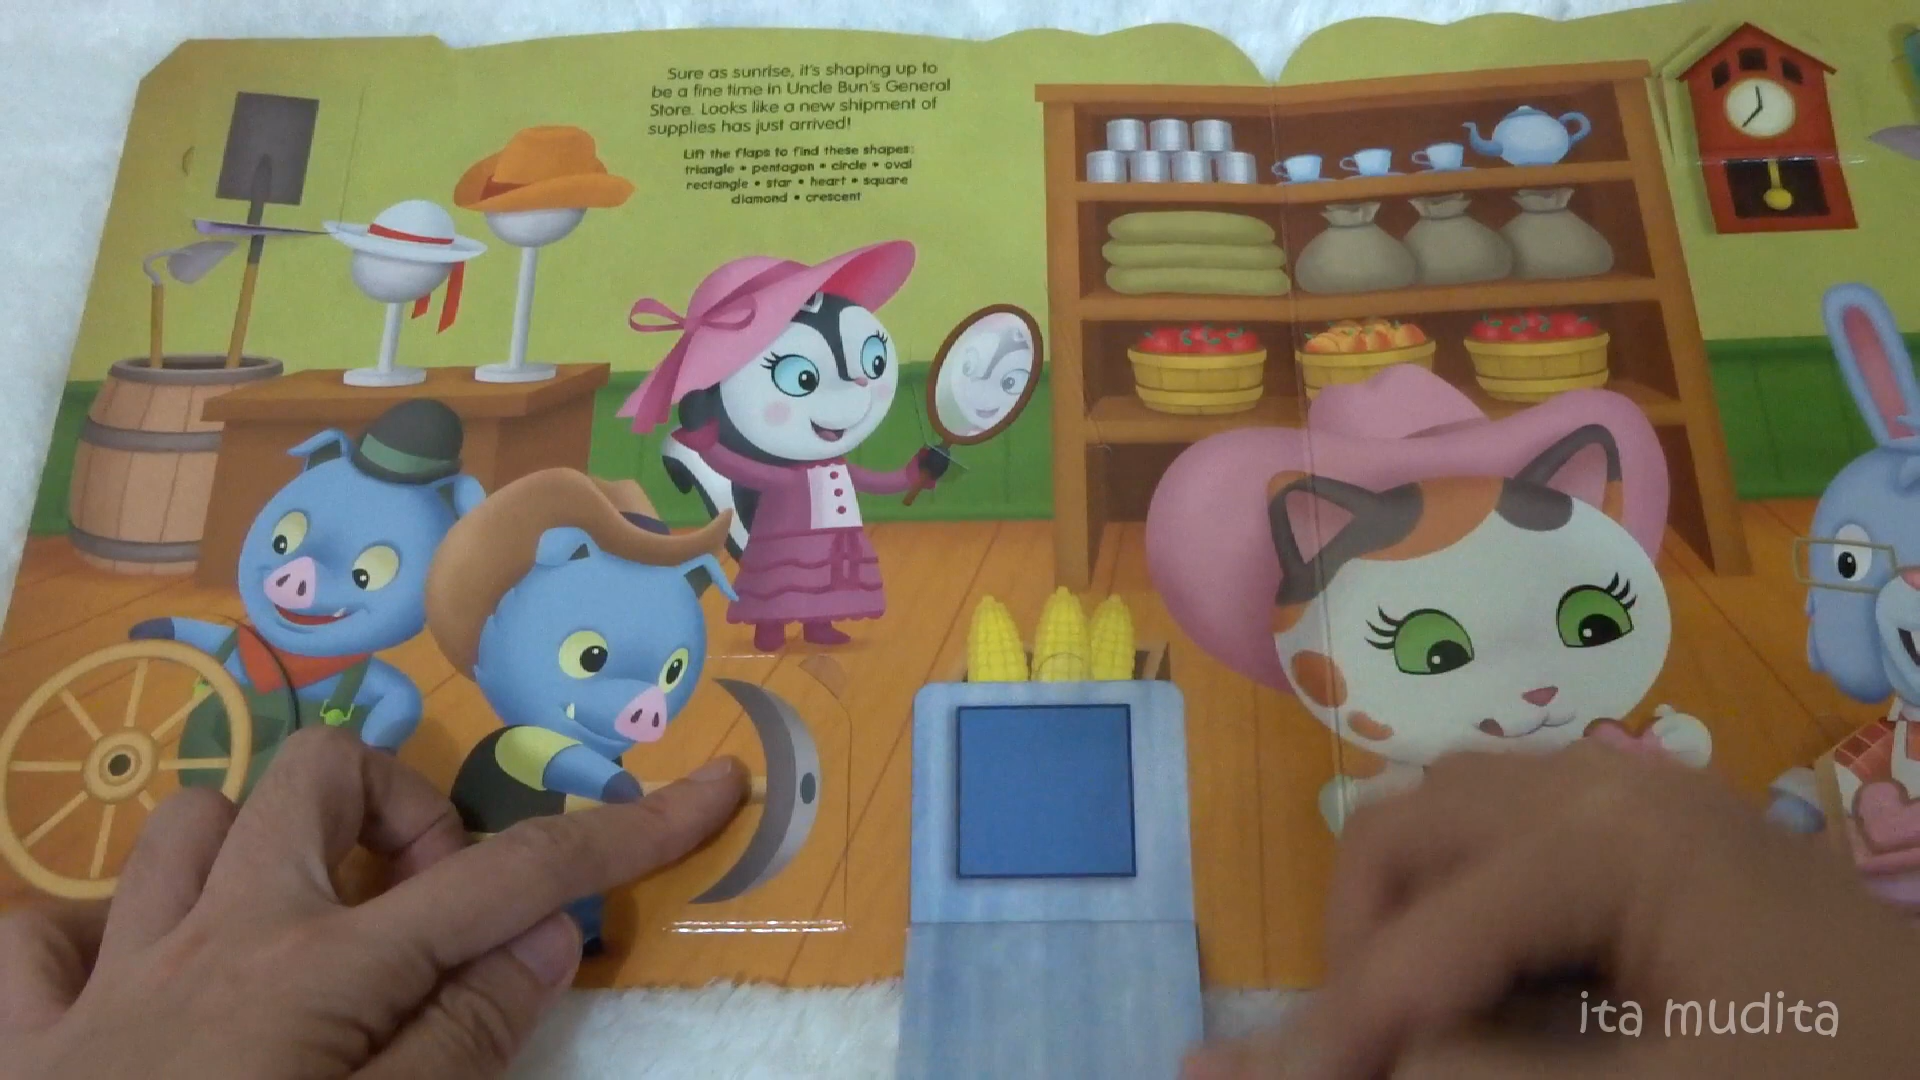 Sure as sunrise, it's shaping up to
be a fine time in Uncle Bun's General
Store. Looks like a new shipment of
supplies has just arrived!
Lift the flaps to find these shapes:
triangle • pentagon • circle • oval
rectangle • star • heart • square
diamond • crescent
ita mudita